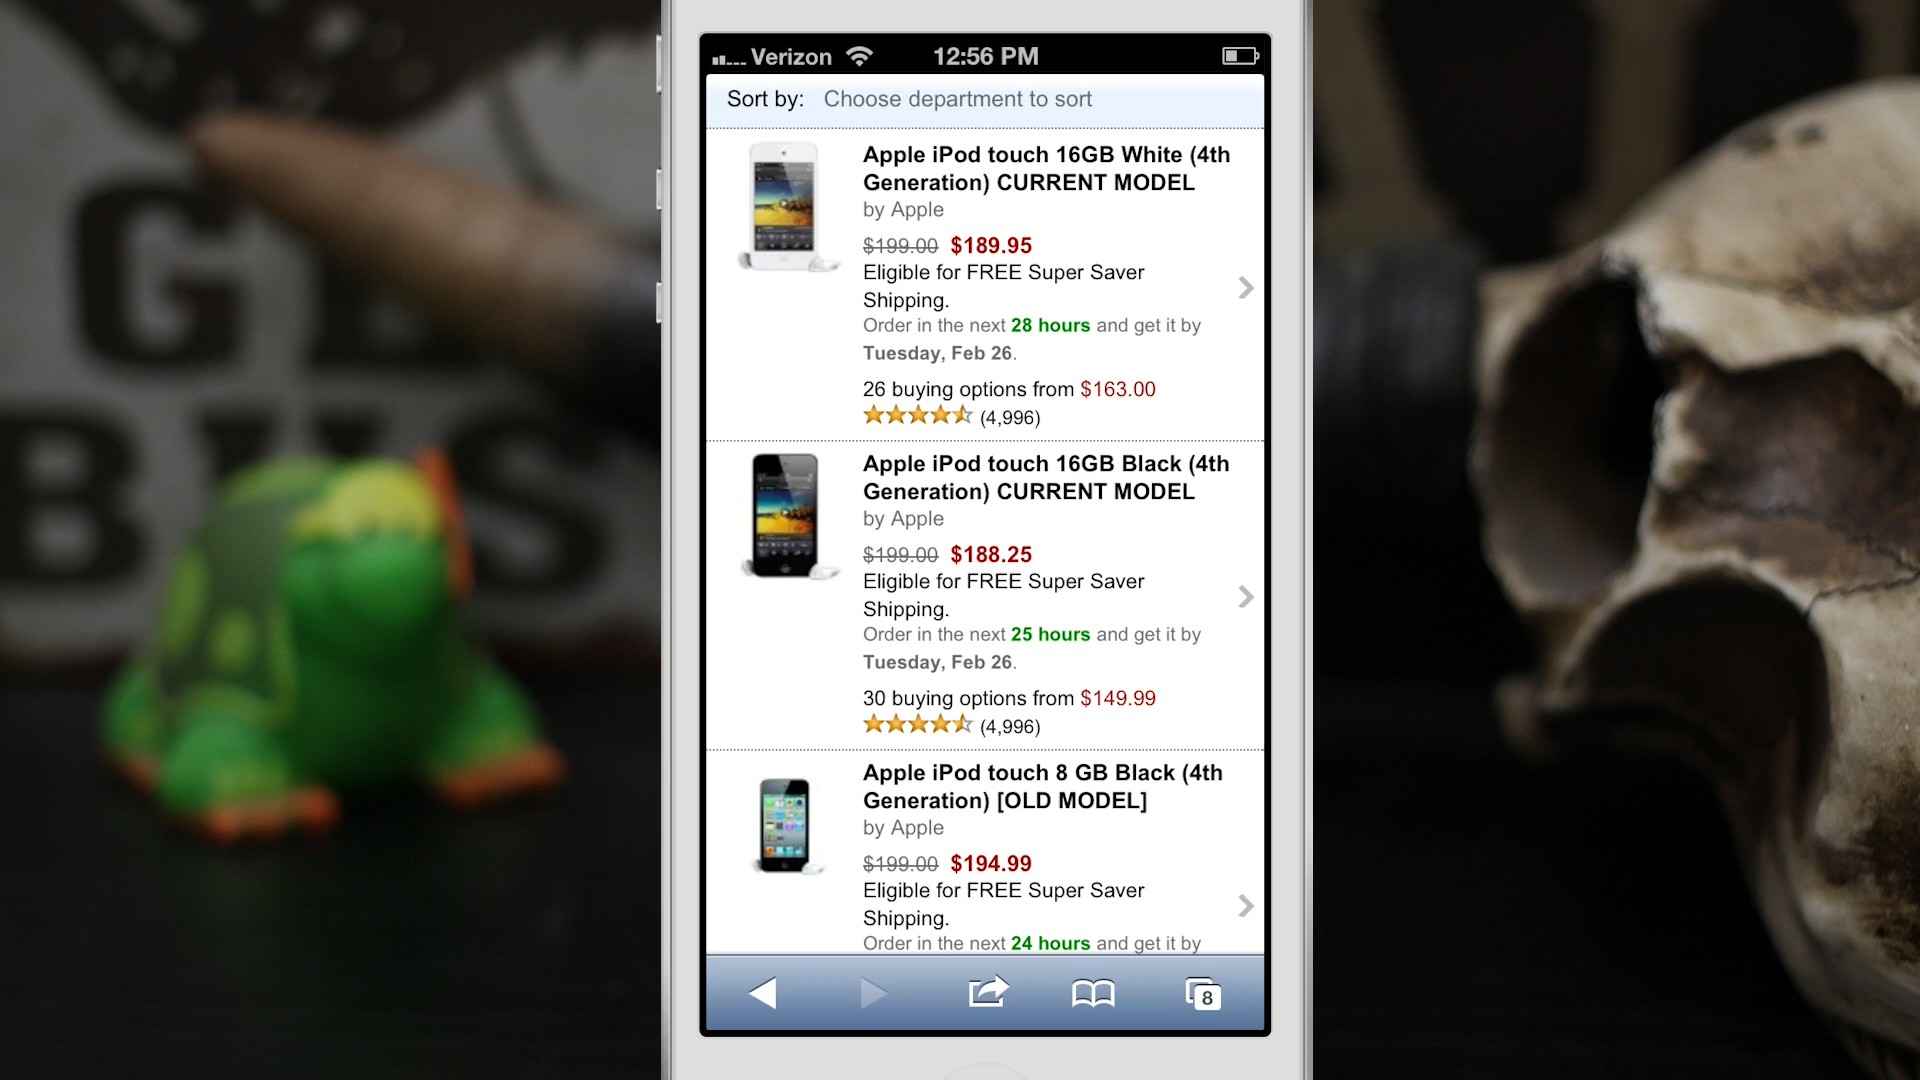 Verizon 12:56 PM
Sort by: Choose department to sort
Apple iPod touch 16GB White (4th
Generation) CURRENT MODEL
by Apple
$199.00 $189.95
Eligible for FREE Super Saver
Shipping.
Order in the next 28 hours and get it by
Tuesday, Feb 26.
26 buying options from $163.00
(4,996)
Apple iPod touch 16GB Black (4th
Generation) CURRENT MODEL
by Apple
$199.00 $188.25
Eligible for FREE Super Saver
Shipping.
Order in the next 25 hours and get it by
Tuesday, Feb 26.
30 buying options from $149.99
(4,996)
Apple iPod touch 8 GB Black (4th
Generation) [OLD MODEL]
by Apple
$199.00 $194.99
Eligible for FREE Super Saver
Shipping.
Order in the next 24 hours and get it by
8